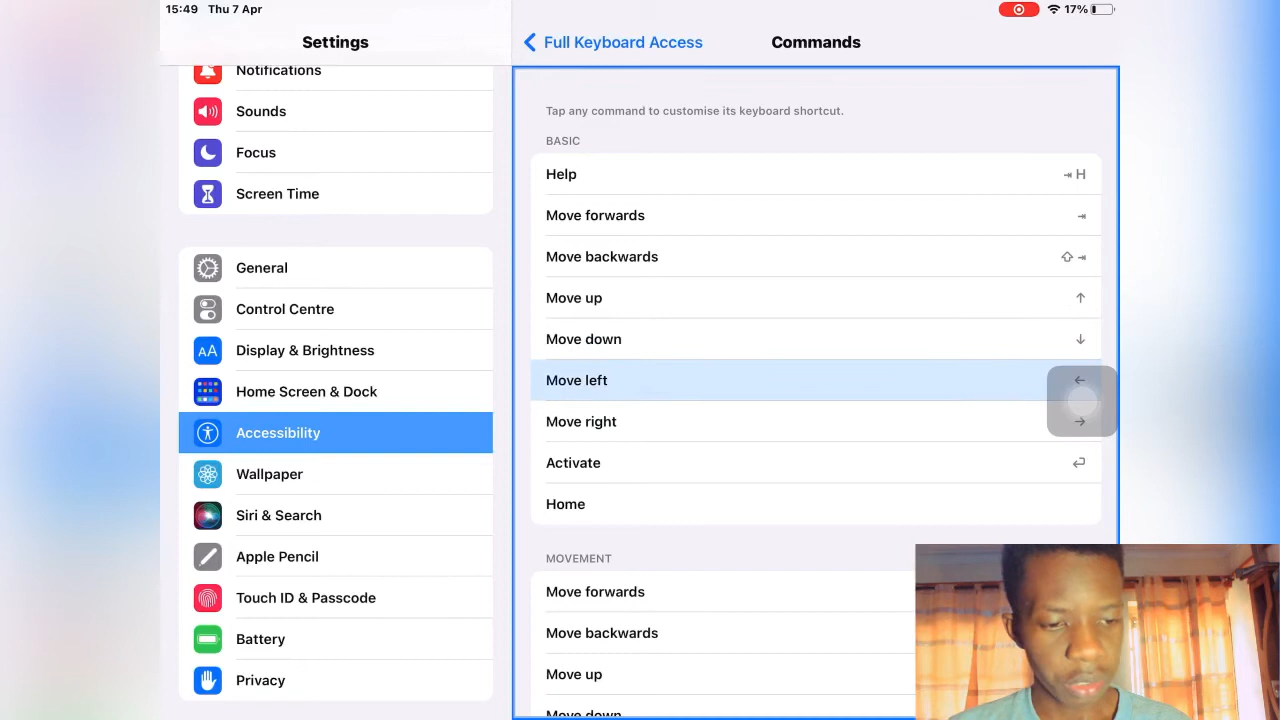 15:49 Thu 7 Apr
17%
Settings
Notifications
Sounds
Focus
Screen Time
General
Control Centre
Display & Brightness
AA
Home Screen & Dock
Accessibility
Wallpaper
Siri & Search
Apple Pencil
Touch ID & Passcode
Battery
Privacy
Full Keyboard Access
Commands
Tap any command to customise its keyboard shortcut.
BASIC
Help ⇥ H
Move forwards ⇥
Move backwards ⇧ ⇥
Move up ↑
Move down ↓
Move left ←
Move right →
Activate ↩
Home
MOVEMENT
Move forwards
Move backwards
Move up
Move down